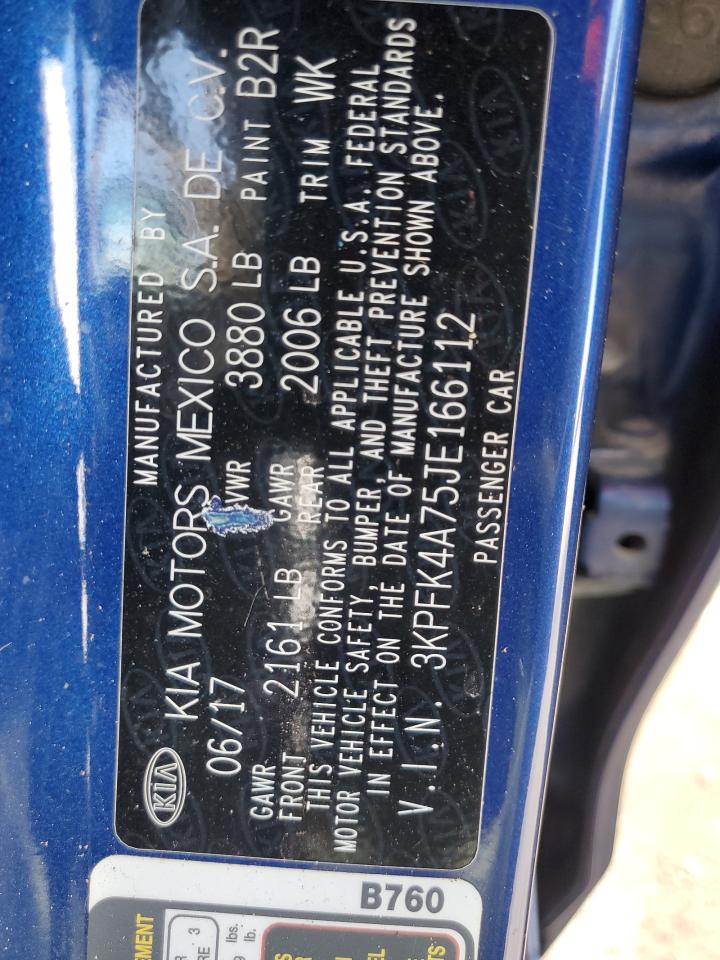 MANUFACTURED BY
KIA KIA MOTORS MEXICO S.A. DE C.V.
06/17 VWR 3880 LB PAINT B2R
GAWR FRONT 2161 LB GAWR REAR 2006 LB TRIM WK
THIS VEHICLE CONFORMS TO ALL APPLICABLE U.S.A. FEDERAL
MOTOR VEHICLE SAFETY, BUMPER, AND THEFT PREVENTION STANDARDS
IN EFFECT ON THE DATE OF MANUFACTURE SHOWN ABOVE.
V.I.N. 3KPFK4A75JE166112
PASSENGER CAR
B760